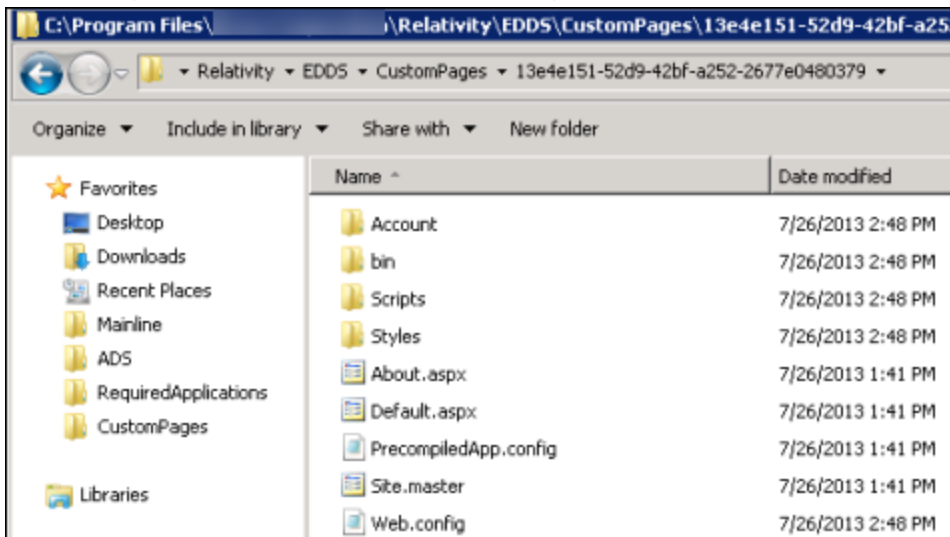 C:\Program Files\ \Relativity\EDDS\CustomPages\13e4e151-52d9-42bf-a25
Relativity EDDS CustomPages 13e4e151-52d9-42bf-a252-2677e0480379
Organize Include in library Share with New folder
Favorites
Desktop
Downloads
Recent Places
Mainline
ADS
RequiredApplications
CustomPages
Libraries
Name Date modified
Account 7/26/2013 2:48 PM
bin 7/26/2013 2:48 PM
Scripts 7/26/2013 2:48 PM
Styles 7/26/2013 2:48 PM
About.aspx 7/26/2013 1:41 PM
Default.aspx 7/26/2013 1:41 PM
PrecompiledApp.config 7/26/2013 1:41 PM
Site.master 7/26/2013 1:41 PM
Web.config 7/26/2013 2:48 PM